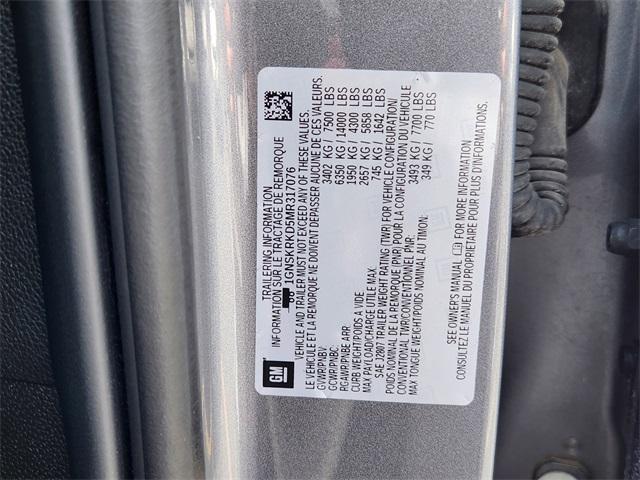 TRAILERING INFORMATION
INFORMATION SUR LE TRACTAGE DE REMORQUE
1GNSKRKD5MR317076
VEHICLE AND TRAILER MUST NOT EXCEED ANY OF THESE VALUES.
LE VÉHICULE ET LA REMORQUE NE DOIVENT DÉPASSER AUCUNE DE CES VALEURS.
GVWR/PNBV: 3402 KG / 7500 LBS
GCWR/PNBC: 6350 KG / 14000 LBS
RGAWR/PNBE ARR 1950 KG / 4300 LBS
CURB WEIGHT/POIDS A VIDE 2657 KG / 5858 LBS
MAX PAYLOAD/CHARGE UTILE MAX 745 KG / 1642 LBS
SAE J2807 TRAILER WEIGHT RATING (TWR) FOR VEHICLE CONFIGURATION
POIDS NOMINAL DE LA REMORQUE (PNR) POUR LA CONFIGURATION DU VÉHICULE
CONVENTIONAL TWR/CONVENTIONNEL PNR: 3493 KG / 7700 LBS
MAX TONGUE WEIGHT/POIDS NOMINAL AU TIMON: 349 KG / 770 LBS
SEE OWNER'S MANUAL FOR MORE INFORMATION.
CONSULTEZ LE MANUEL DU PROPRIÉTAIRE POUR PLUS D'INFORMATIONS.
GM